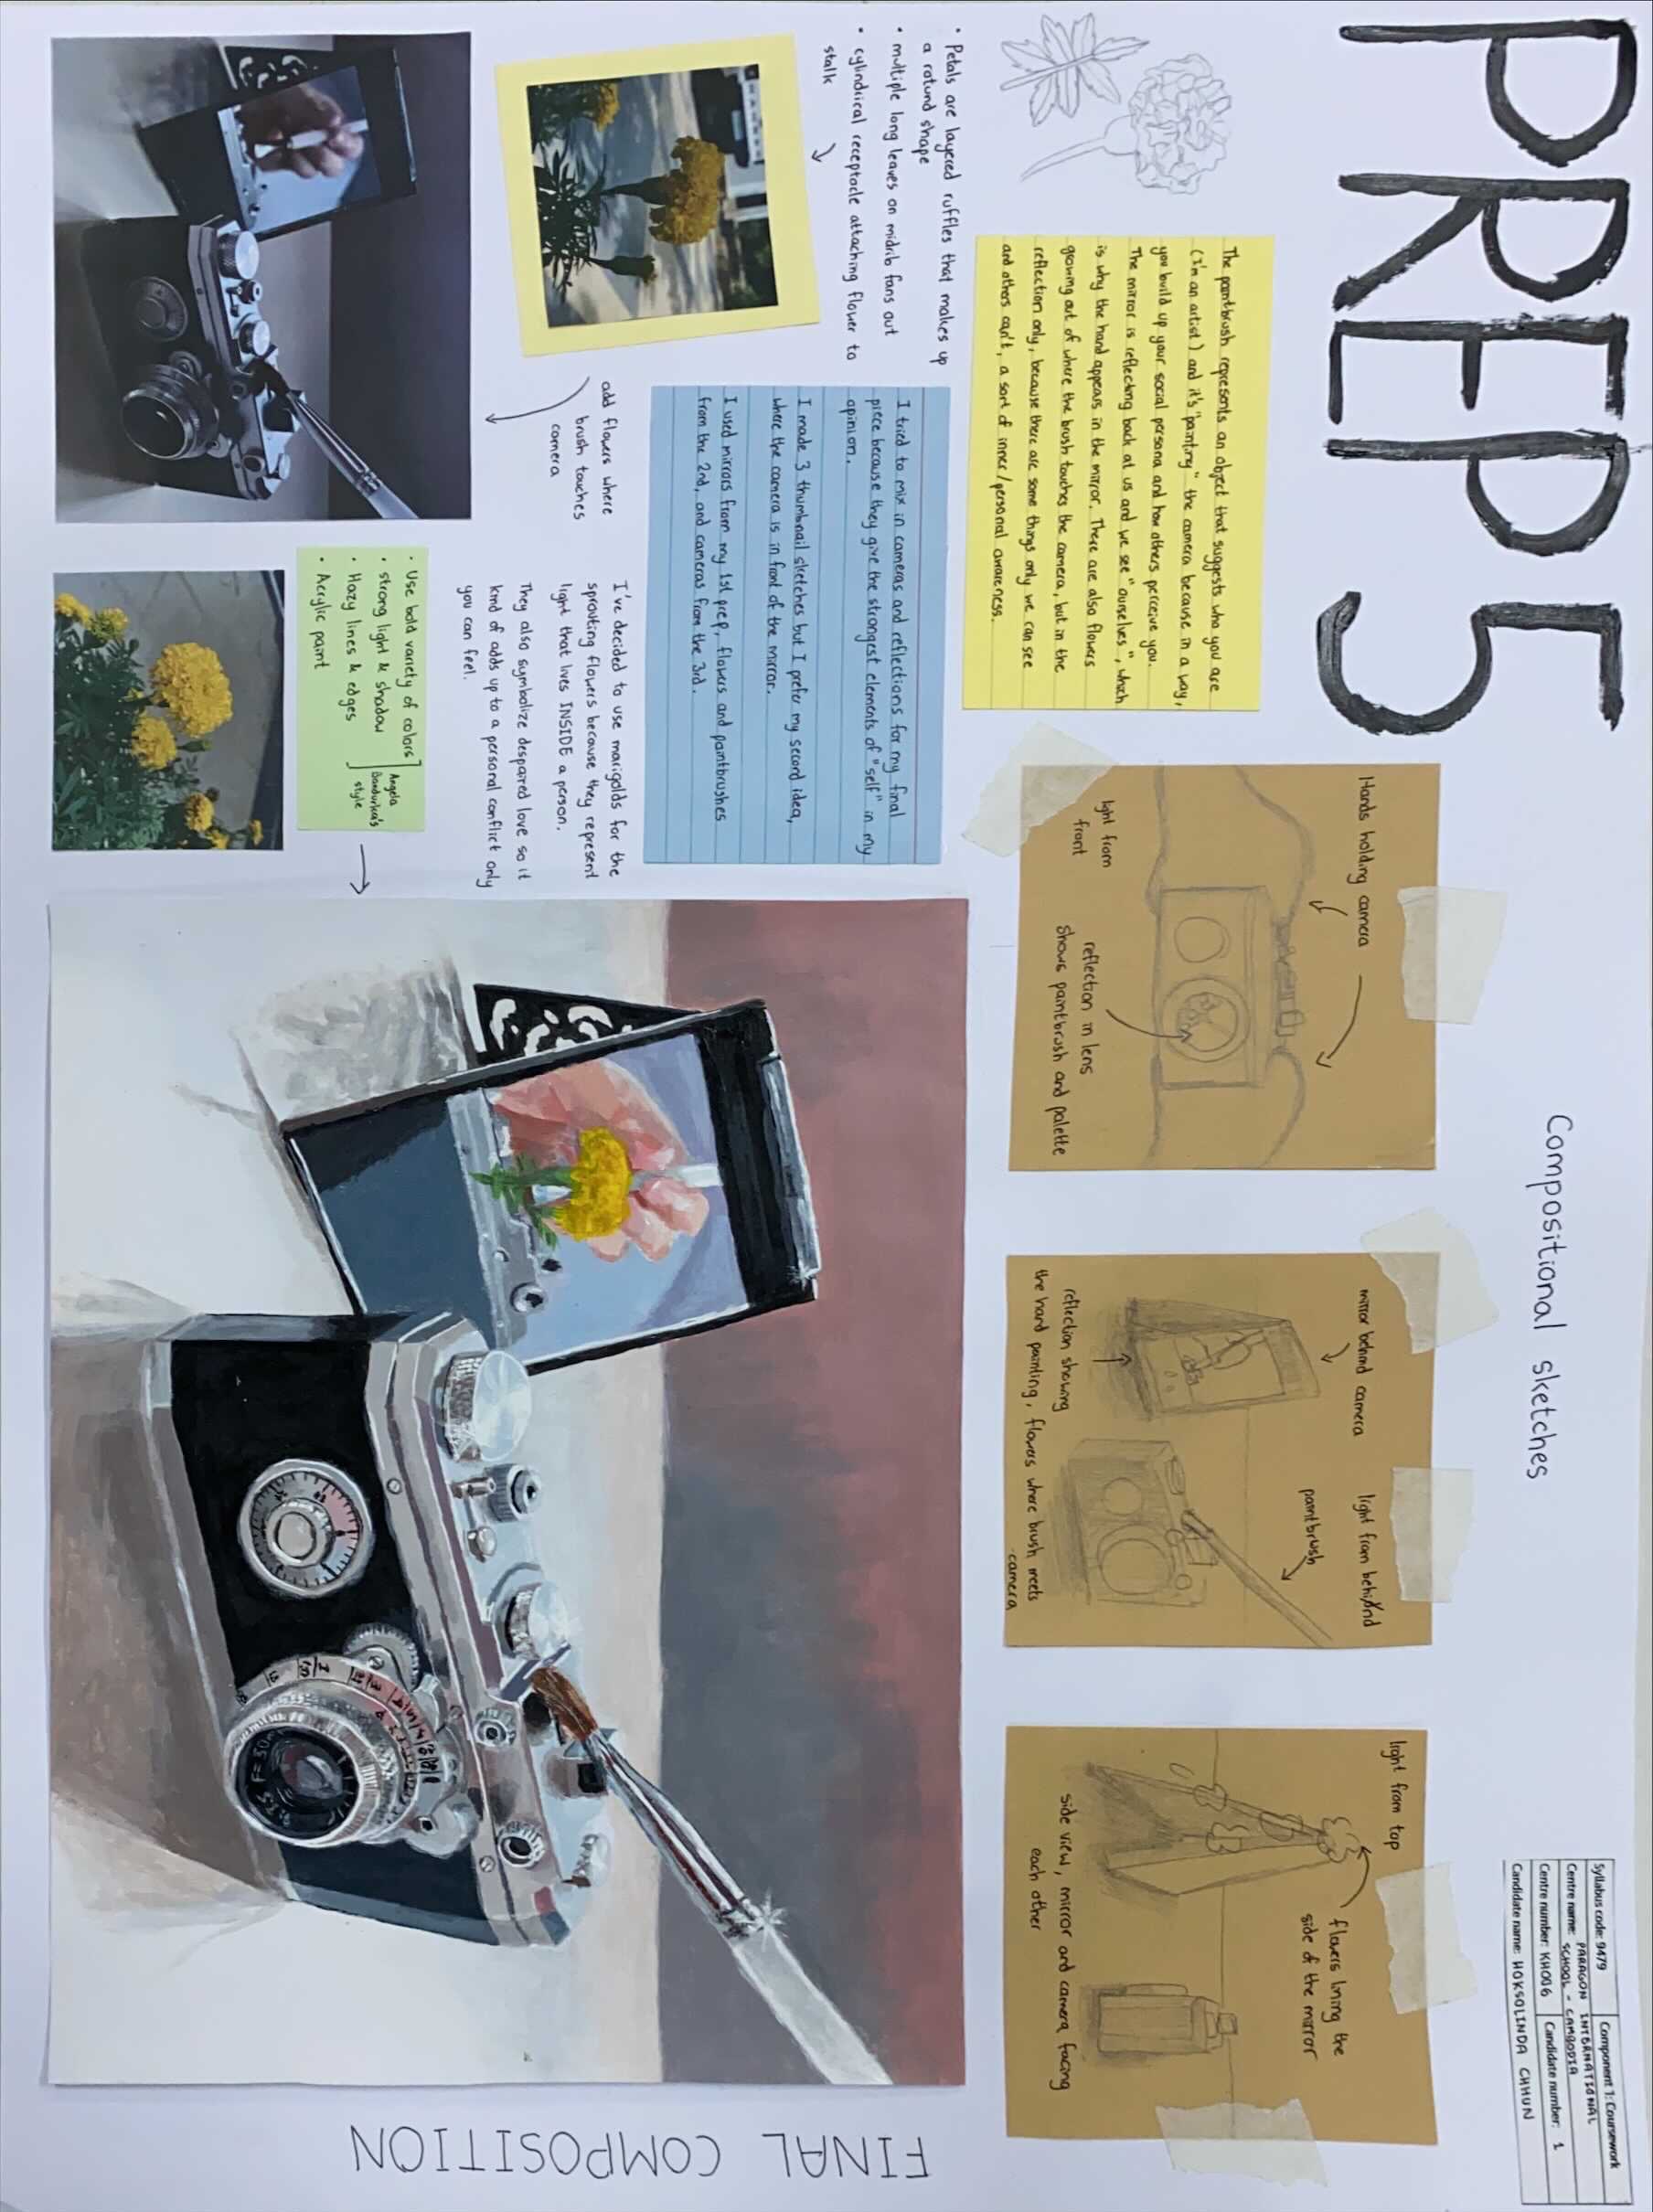 PREP 5
Compositional sketches
Syllabus code: 9479
Component 1: Coursework
Centre name: PARAGON INTERNATIONAL
SCHOOL - CAMBODIA
Centre number: KH006
Candidate number: 1
Candidate name: HOKSOLINDA CHHUN
The paintbrush represents an object that suggests who you are
(I'm an artist) and it's "painting" the camera because in a way,
you build up your social persona and how others perceive you.
The mirror is reflecting back at us and we see "ourselves", which
is why the hand appears in the mirror. There are also flowers
growing out of where the brush touches the camera, but in the
reflection only, because there are some things only we can see
and others can't, a sort of inner/personal awareness.
Hands holding camera
light from
front
reflection in lens
shows paintbrush and palette
mirror behind camera
light from behind
paintbrush
reflection showing
the hand painting, flowers where brush meets
camera
light from top
flowers lining the
side of the mirror
side view, mirror and camera facing
each other
• Petals are layered ruffles that makes up
a rotund shape
• multiple long leaves on midrib fans out
• cylindrical receptacle attaching flower to
stalk
I tried to mix in cameras and reflections for my final
piece because they give the strongest elements of "self" in my
opinion.
I made 3 thumbnail sketches but I prefer my second idea,
where the camera is in front of the mirror.
I used mirrors from my 1st prep, flowers and paintbrushes
from the 2nd, and cameras from the 3rd.
add flowers where
brush touches
camera
I've decided to use marigolds for the
sprouting flowers because they represent
light that lives INSIDE a person.
They also symbolize despaired love so it
kind of adds up to a personal conflict only
you can feel.
• Use bold variety of colors
• strong light & shadow
• Hazy lines & edges
• Acrylic paint
Angela
Bandurka's
style
FINAL COMPOSITION